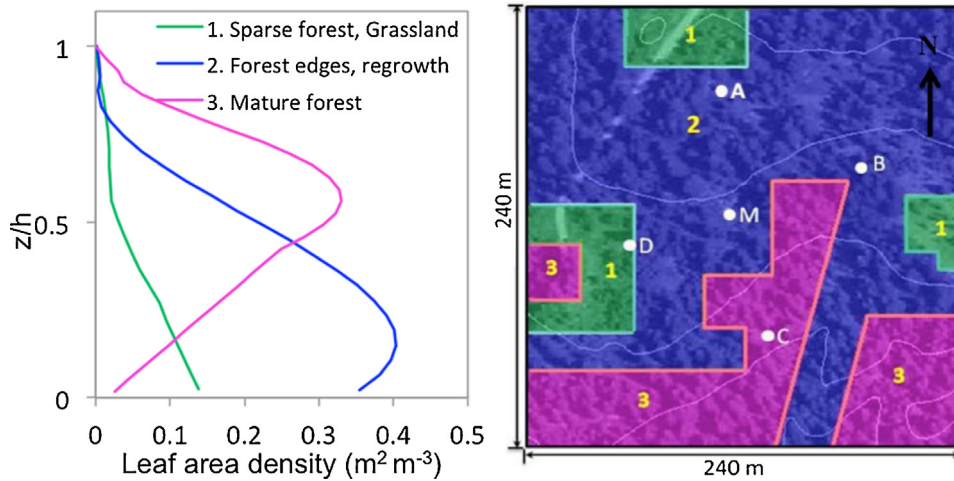 1. Sparse forest, Grassland
2. Forest edges, regrowth
3. Mature forest
1
0.5
0
z/h
0 0.1 0.2 0.3 0.4 0.5
Leaf area density (m² m⁻³)
240 m
1
N
A
2
B
M
1
D
3
1
C
3
3
240 m